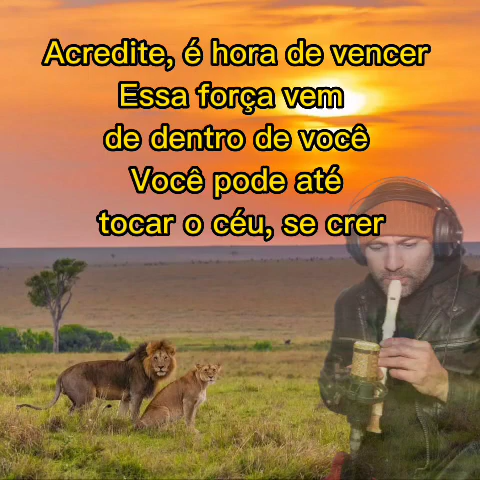 Acredite, é hora de vencer
Essa força vem
de dentro de você
Você pode até
tocar o céu, se crer